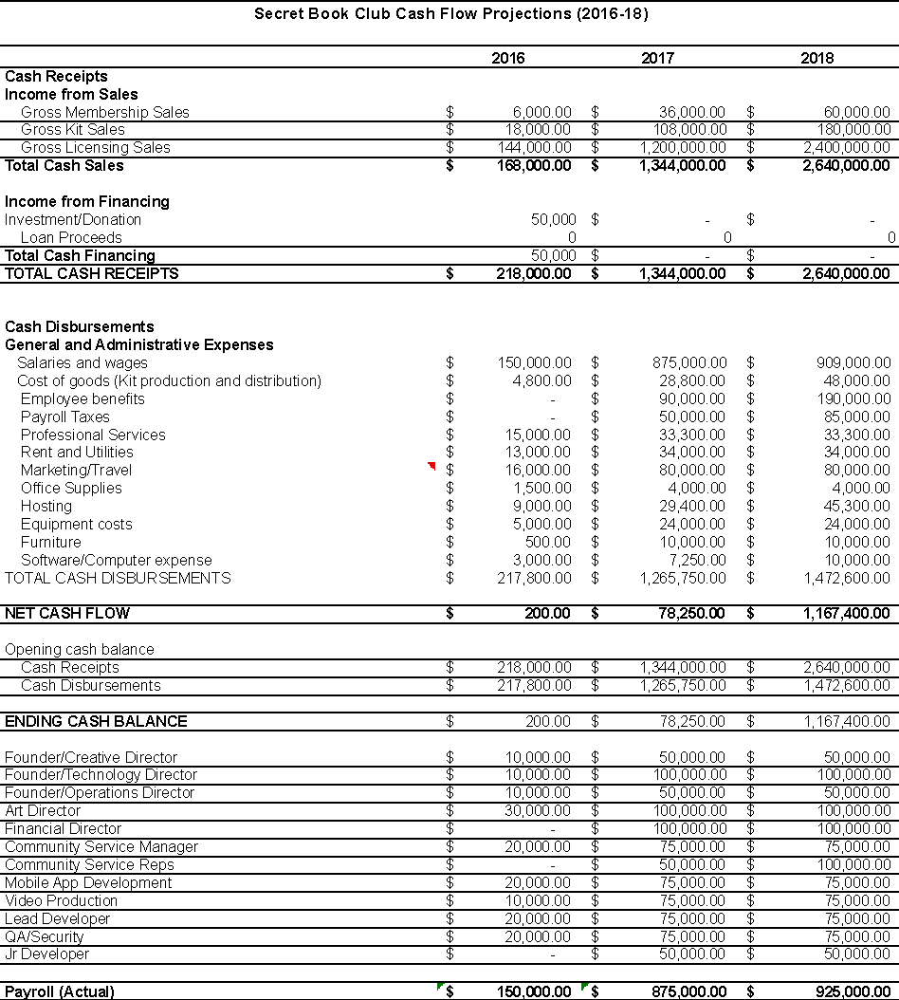 Secret Book Club Cash Flow Projections (2016-18)
2016 2017 2018
Cash Receipts
Income from Sales
Gross Membership Sales $ 6,000.00 $ 36,000.00 $ 60,000.00
Gross Kit Sales $ 18,000.00 $ 108,000.00 $ 180,000.00
Gross Licensing Sales $ 144,000.00 $ 1,200,000.00 $ 2,400,000.00
Total Cash Sales $ 168,000.00 $ 1,344,000.00 $ 2,640,000.00
Income from Financing
Investment/Donation 50,000 $ - $ -
Loan Proceeds 0 0 0
Total Cash Financing 50,000 $ - $ -
TOTAL CASH RECEIPTS $ 218,000.00 $ 1,344,000.00 $ 2,640,000.00
Cash Disbursements
General and Administrative Expenses
Salaries and wages $ 150,000.00 $ 875,000.00 $ 909,000.00
Cost of goods (Kit production and distribution) $ 4,800.00 $ 28,800.00 $ 48,000.00
Employee benefits $ - $ 90,000.00 $ 190,000.00
Payroll Taxes $ - $ 50,000.00 $ 85,000.00
Professional Services $ 15,000.00 $ 33,300.00 $ 33,300.00
Rent and Utilities $ 13,000.00 $ 34,000.00 $ 34,000.00
Marketing/Travel $ 16,000.00 $ 80,000.00 $ 80,000.00
Office Supplies $ 1,500.00 $ 4,000.00 $ 4,000.00
Hosting $ 9,000.00 $ 29,400.00 $ 45,300.00
Equipment costs $ 5,000.00 $ 24,000.00 $ 24,000.00
Furniture $ 500.00 $ 10,000.00 $ 10,000.00
Software/Computer expense $ 3,000.00 $ 7,250.00 $ 10,000.00
TOTAL CASH DISBURSEMENTS $ 217,800.00 $ 1,265,750.00 $ 1,472,600.00
NET CASH FLOW $ 200.00 $ 78,250.00 $ 1,167,400.00
Opening cash balance
Cash Receipts $ 218,000.00 $ 1,344,000.00 $ 2,640,000.00
Cash Disbursements $ 217,800.00 $ 1,265,750.00 $ 1,472,600.00
ENDING CASH BALANCE $ 200.00 $ 78,250.00 $ 1,167,400.00
Founder/Creative Director $ 10,000.00 $ 50,000.00 $ 50,000.00
Founder/Technology Director $ 10,000.00 $ 100,000.00 $ 100,000.00
Founder/Operations Director $ 10,000.00 $ 50,000.00 $ 50,000.00
Art Director $ 30,000.00 $ 100,000.00 $ 100,000.00
Financial Director $ - $ 100,000.00 $ 100,000.00
Community Service Manager $ 20,000.00 $ 75,000.00 $ 75,000.00
Community Service Reps $ - $ 50,000.00 $ 100,000.00
Mobile App Development $ 20,000.00 $ 75,000.00 $ 75,000.00
Video Production $ 10,000.00 $ 75,000.00 $ 75,000.00
Lead Developer $ 20,000.00 $ 75,000.00 $ 75,000.00
QA/Security $ 20,000.00 $ 75,000.00 $ 75,000.00
Jr Developer $ - $ 50,000.00 $ 50,000.00
Payroll (Actual) $ 150,000.00 $ 875,000.00 $ 925,000.00